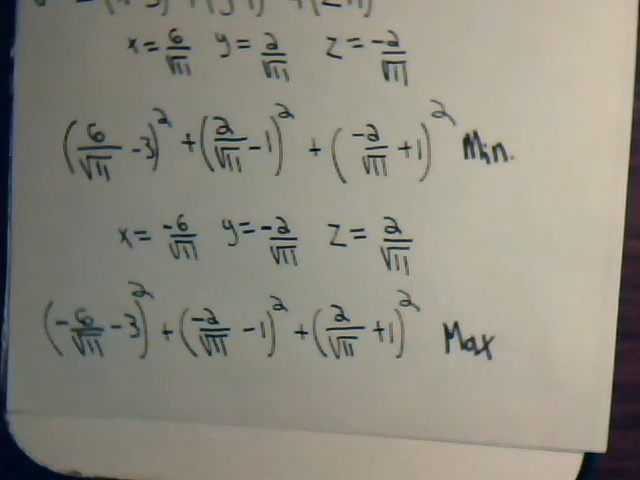 x = 6/√11 y = 2/√11 z = -2/√11
(6/√11 - 3)² + (2/√11 - 1)² + (-2/√11 + 1)² Min.
x = -6/√11 y = -2/√11 z = 2/√11
(-6/√11 - 3)² + (-2/√11 - 1)² + (2/√11 + 1)² Max